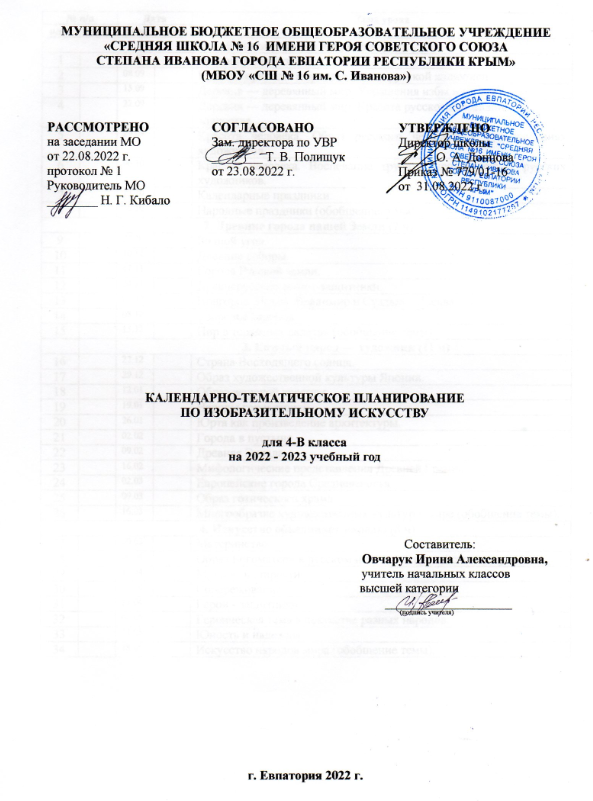 МУНИЦИПАЛЬНОЕ БЮДЖЕТНОЕ ОБЩЕОБРАЗОВАТЕЛЬНОЕ УЧРЕЖДЕНИЕ
«СРЕДНЯЯ ШКОЛА № 16 ИМЕНИ ГЕРОЯ СОВЕТСКОГО СОЮЗА
СТЕПАНА ИВАНОВА ГОРОДА ЕВПАТОРИИ РЕСПУБЛИКИ КРЫМ»
(МБОУ «СШ № 16 им. С. Иванова»)
РАССМОТРЕНО
на заседании МО
от 22.08.2022 г.
протокол № 1
Руководитель МО
Н. Г. Кибало
СОГЛАСОВАНО
Зам. директора по УВР
Т. В. Полищук
от 23.08.2022 г.
УТВЕРЖДЕНО
Директор школы
О. А. Донцова
Приказ № 779/01-16
от 31.08.2022 г.
КАЛЕНДАРНО-ТЕМАТИЧЕСКОЕ ПЛАНИРОВАНИЕ
ПО ИЗОБРАЗИТЕЛЬНОМУ ИСКУССТВУ
для 4-В класса
на 2022 - 2023 учебный год
Составитель:
Овчарук Ирина Александровна,
учитель начальных классов
высшей категории
(подпись учителя)
г. Евпатория 2022 г.